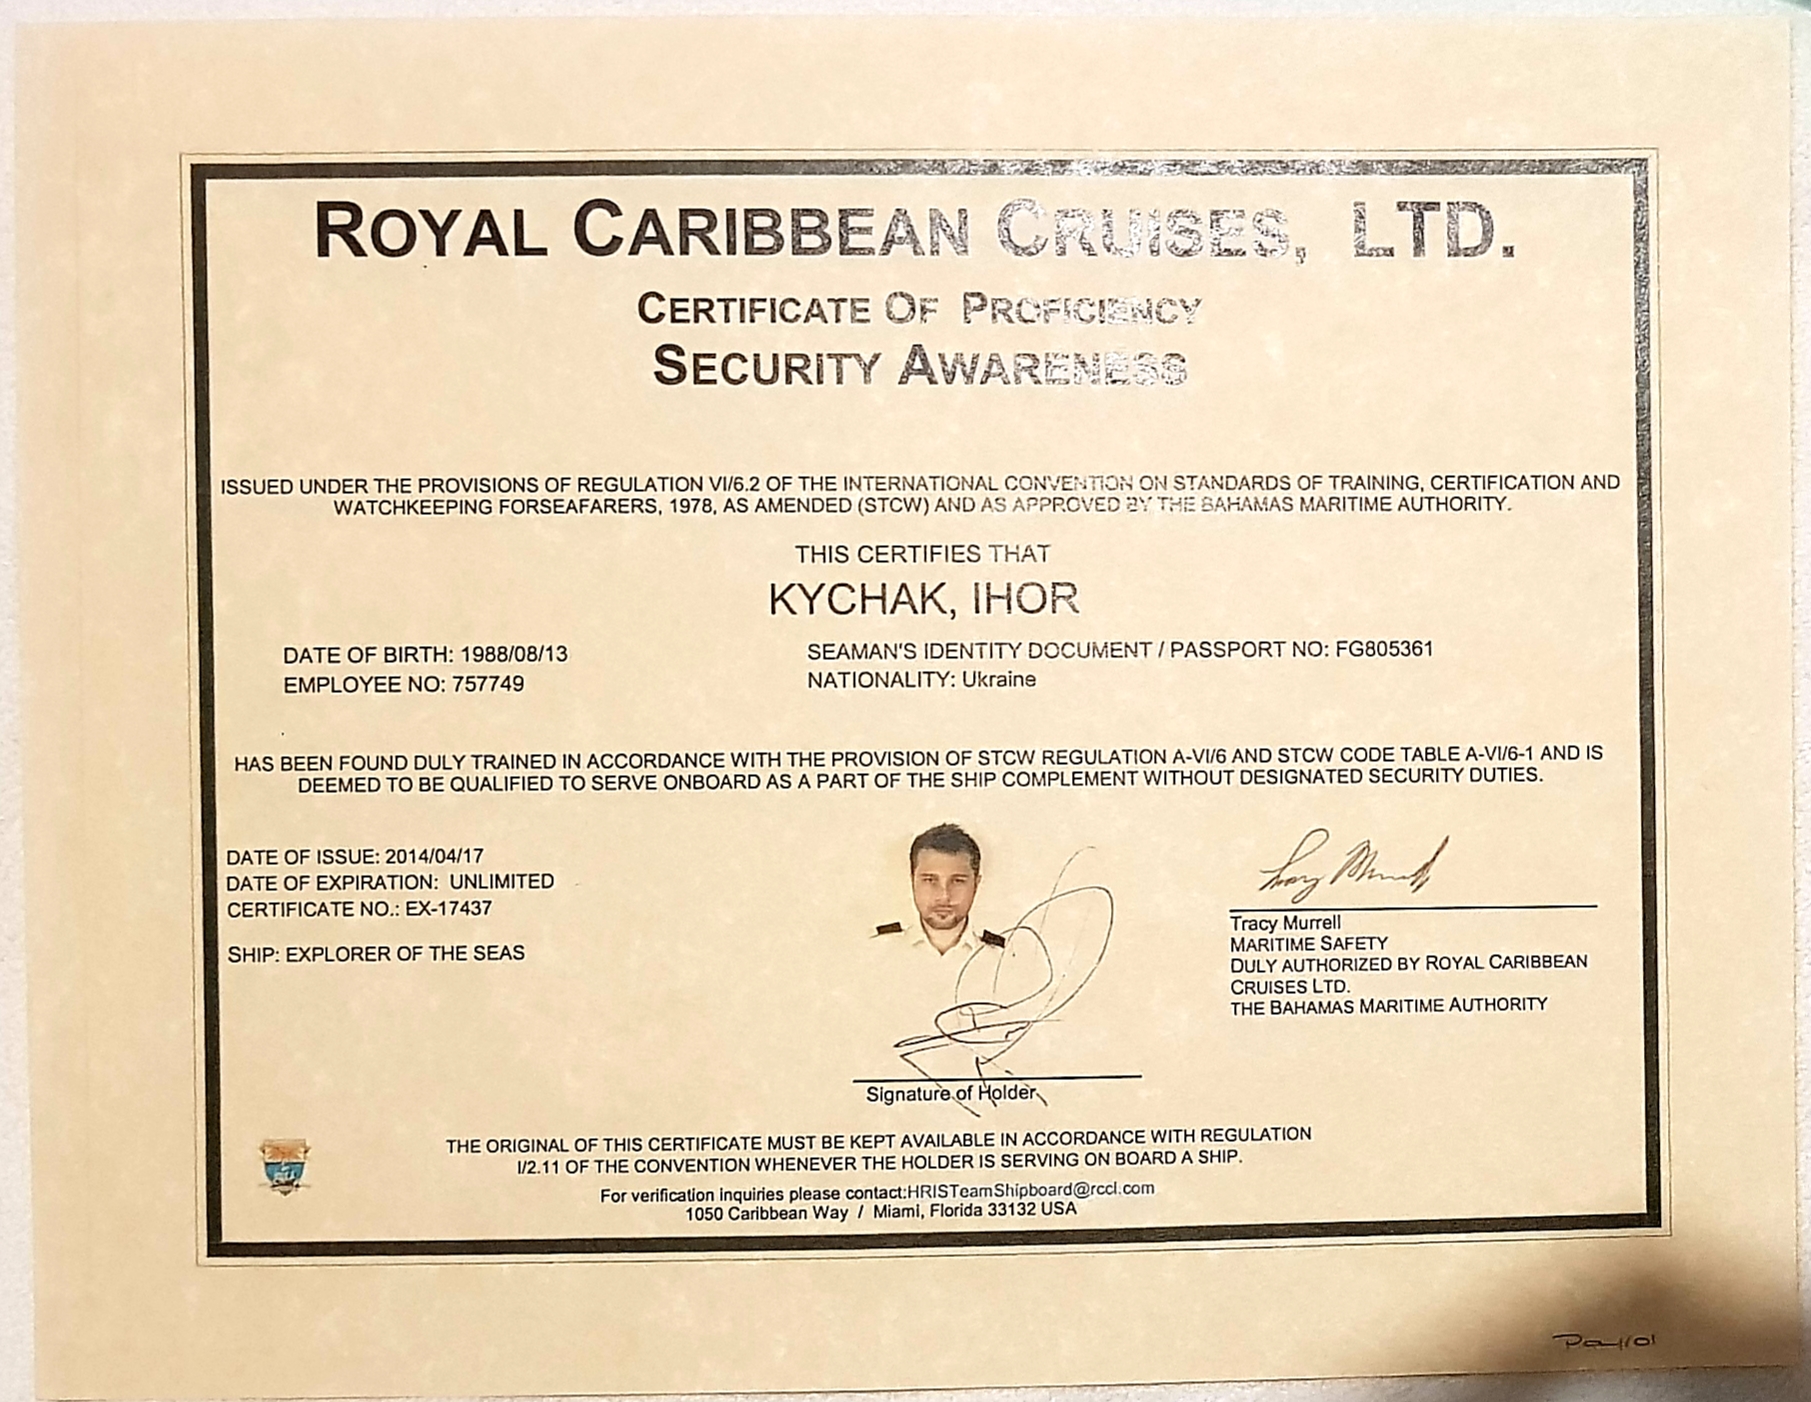 ROYAL CARIBBEAN CRUISES, LTD.
CERTIFICATE OF PROFICIENCY
SECURITY AWARENESS
ISSUED UNDER THE PROVISIONS OF REGULATION VI/6.2 OF THE INTERNATIONAL CONVENTION ON STANDARDS OF TRAINING, CERTIFICATION AND
WATCHKEEPING FORSEAFARERS, 1978, AS AMENDED (STCW) AND AS APPROVED BY THE BAHAMAS MARITIME AUTHORITY.
THIS CERTIFIES THAT
KYCHAK, IHOR
DATE OF BIRTH: 1988/08/13
EMPLOYEE NO: 757749
SEAMAN'S IDENTITY DOCUMENT / PASSPORT NO: FG805361
NATIONALITY: Ukraine
HAS BEEN FOUND DULY TRAINED IN ACCORDANCE WITH THE PROVISION OF STCW REGULATION A-VI/6 AND STCW CODE TABLE A-VI/6-1 AND IS
DEEMED TO BE QUALIFIED TO SERVE ONBOARD AS A PART OF THE SHIP COMPLEMENT WITHOUT DESIGNATED SECURITY DUTIES.
DATE OF ISSUE: 2014/04/17
DATE OF EXPIRATION: UNLIMITED
CERTIFICATE NO.: EX-17437
SHIP: EXPLORER OF THE SEAS
Signature of Holder
Tracy Murrell
MARITIME SAFETY
DULY AUTHORIZED BY ROYAL CARIBBEAN
CRUISES LTD.
THE BAHAMAS MARITIME AUTHORITY
THE ORIGINAL OF THIS CERTIFICATE MUST BE KEPT AVAILABLE IN ACCORDANCE WITH REGULATION
I/2.11 OF THE CONVENTION WHENEVER THE HOLDER IS SERVING ON BOARD A SHIP.
For verification inquiries please contact:HRISTeamShipboard@rccl.com
1050 Caribbean Way / Miami, Florida 33132 USA